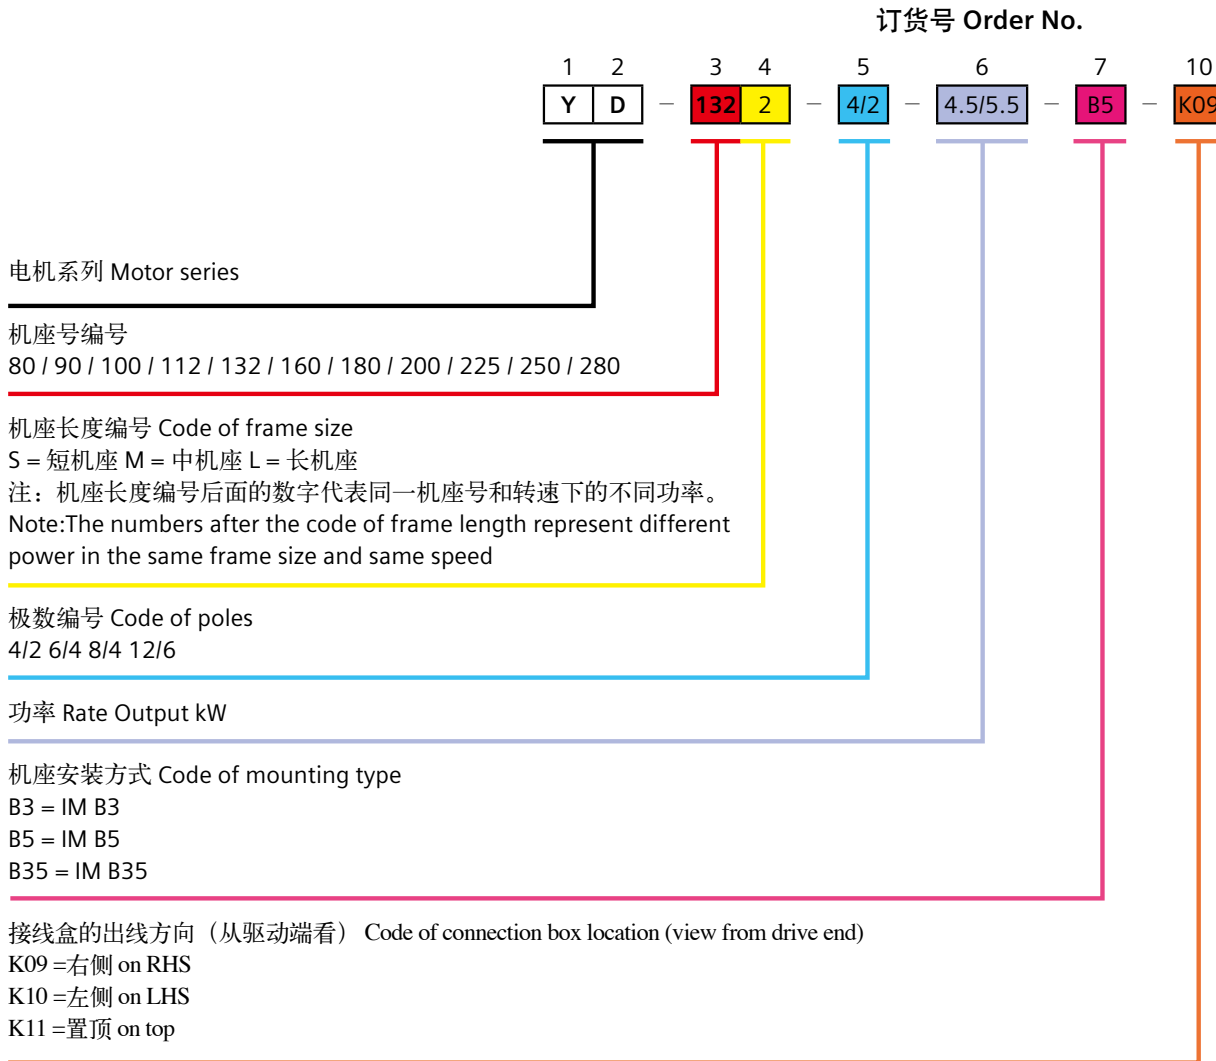 订货号 Order No.
1 2 3 4 5 6 7 10
Y D – 132 2 – 4/2 – 4.5/5.5 – B5 – K09
电机系列 Motor series
机座号编号
80 / 90 / 100 / 112 / 132 / 160 / 180 / 200 / 225 / 250 / 280
机座长度编号 Code of frame size
S = 短机座 M = 中机座 L = 长机座
注：机座长度编号后面的数字代表同一机座号和转速下的不同功率。
Note:The numbers after the code of frame length represent different
power in the same frame size and same speed
极数编号 Code of poles
4/2 6/4 8/4 12/6
功率 Rate Output kW
机座安装方式 Code of mounting type
B3 = IM B3
B5 = IM B5
B35 = IM B35
接线盒的出线方向（从驱动端看） Code of connection box location (view from drive end)
K09 =右侧 on RHS
K10 =左侧 on LHS
K11 =置顶 on top